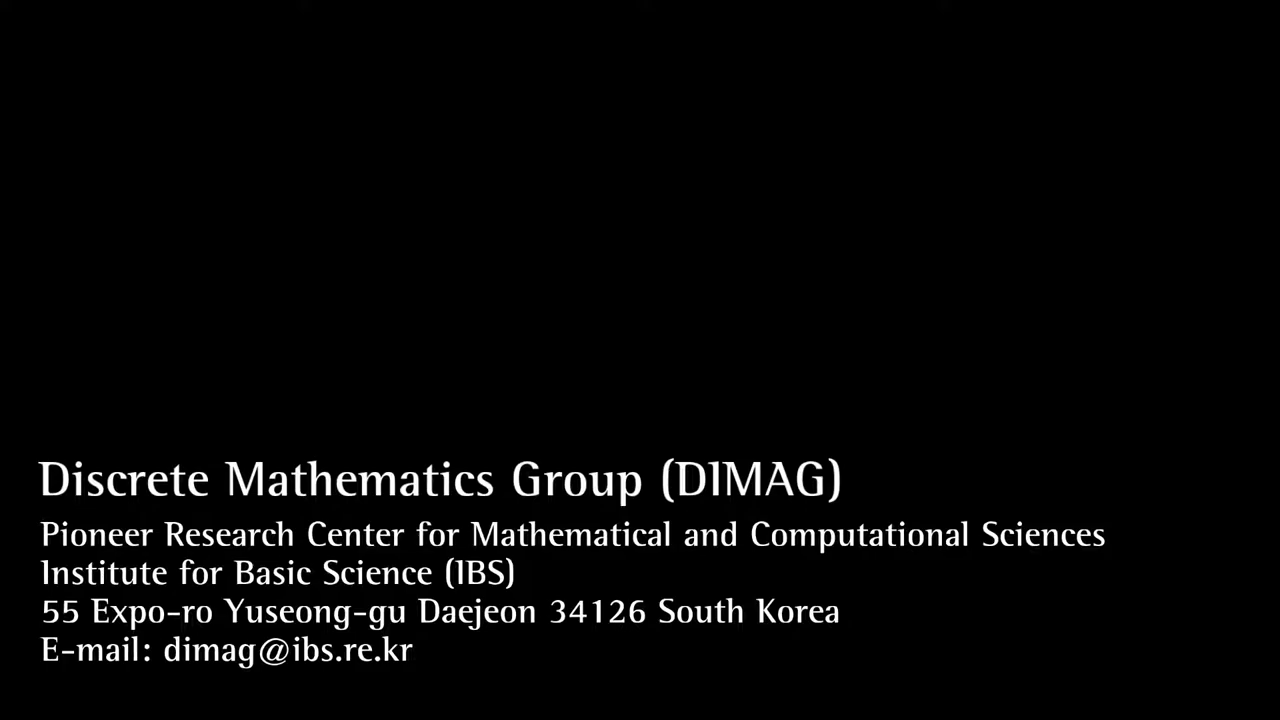 Discrete Mathematics Group (DIMAG)
Pioneer Research Center for Mathematical and Computational Sciences
Institute for Basic Science (IBS)
55 Expo-ro Yuseong-gu Daejeon 34126 South Korea
E-mail: dimag@ibs.re.kr